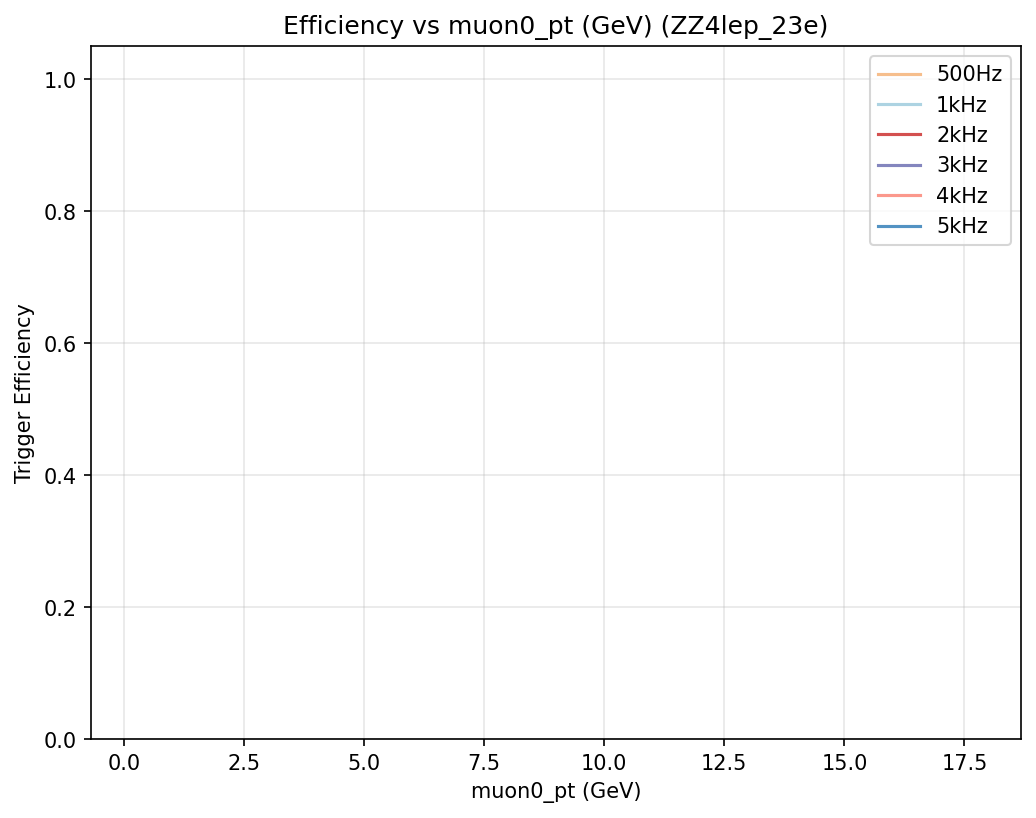 Efficiency vs muon0_pt (GeV) (ZZ4lep_23e)
500Hz
1kHz
2kHz
3kHz
4kHz
5kHz
Trigger Efficiency
1.0
0.8
0.6
0.4
0.2
0.0
0.0 2.5 5.0 7.5 10.0 12.5 15.0 17.5
muon0_pt (GeV)